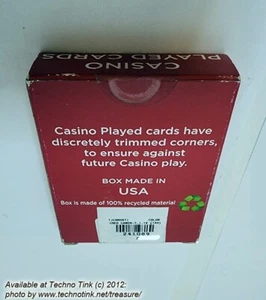 CASINO
PLAYED CARDS
Casino Played cards have
discretely trimmed corners,
to ensure against
future Casino play.
BOX MADE IN
USA
Box is made of 100% recycled material
COLOR
Available at Techno Tink (c) 2012:
photo by www.technotink.net/treasure/